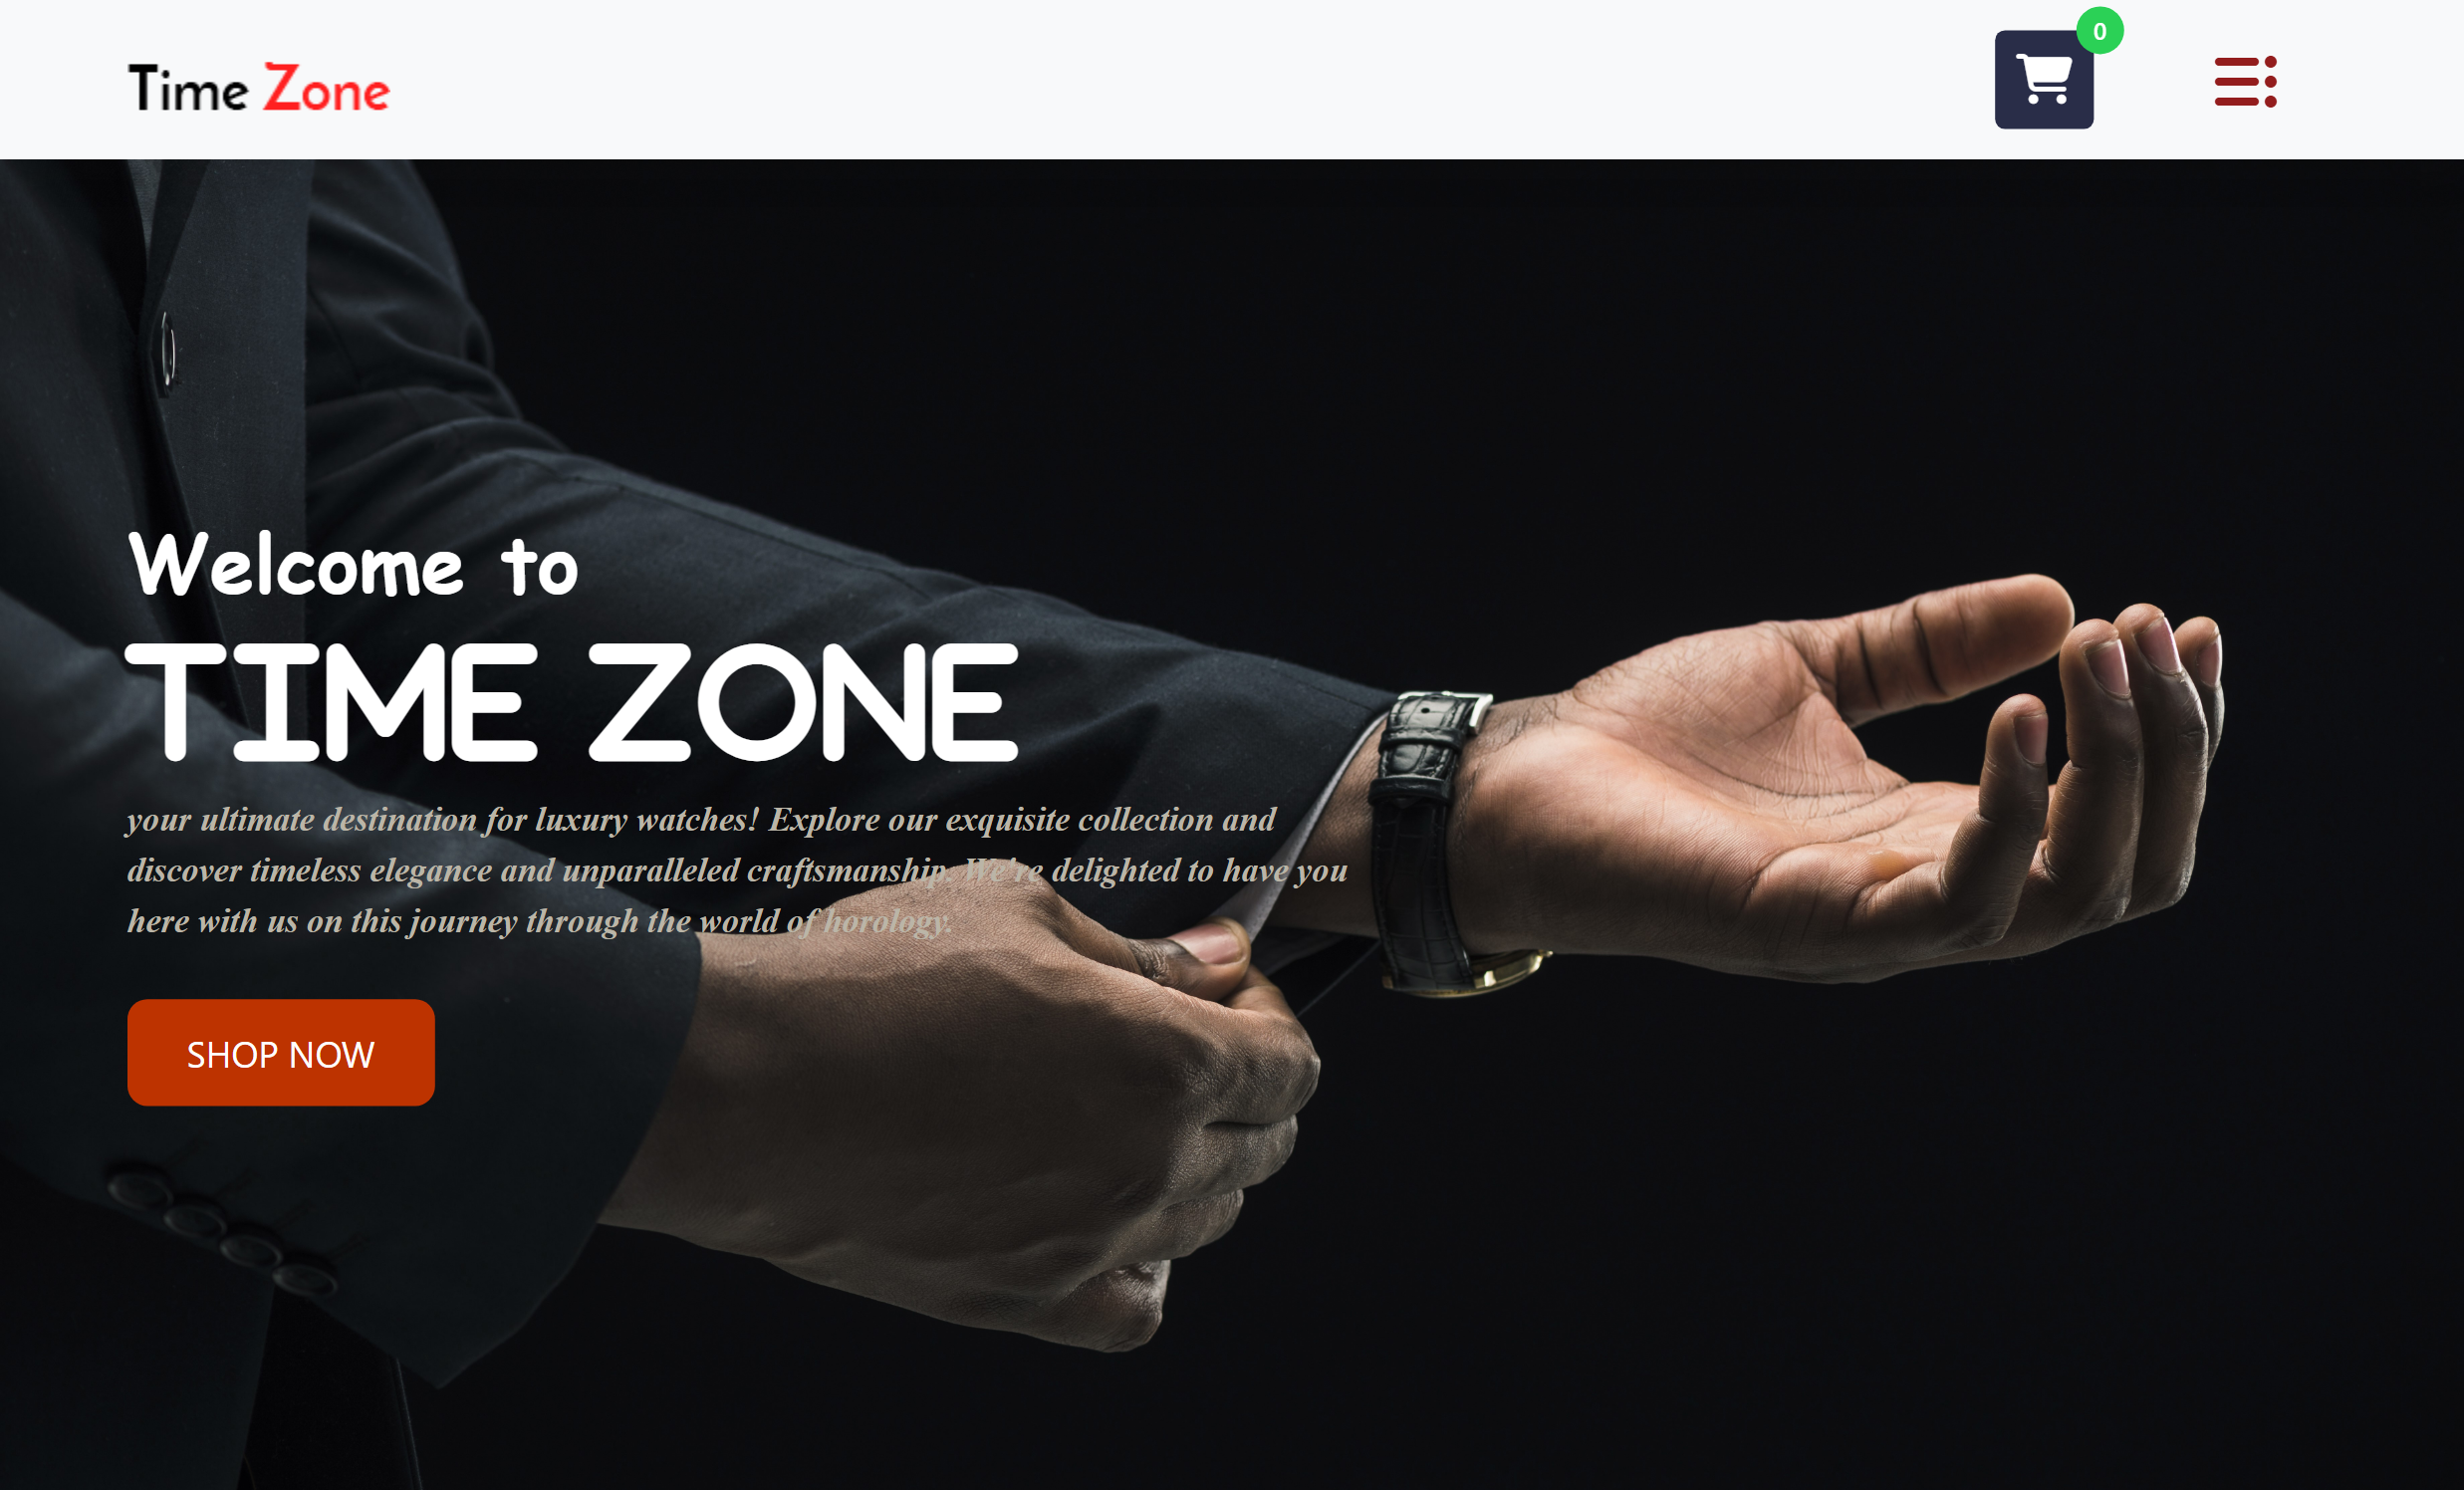 Time Zone
0
Welcome to
TIME ZONE
your ultimate destination for luxury watches! Explore our exquisite collection and
discover timeless elegance and unparalleled craftsmanship. We're delighted to have you
here with us on this journey through the world of horology.
SHOP NOW